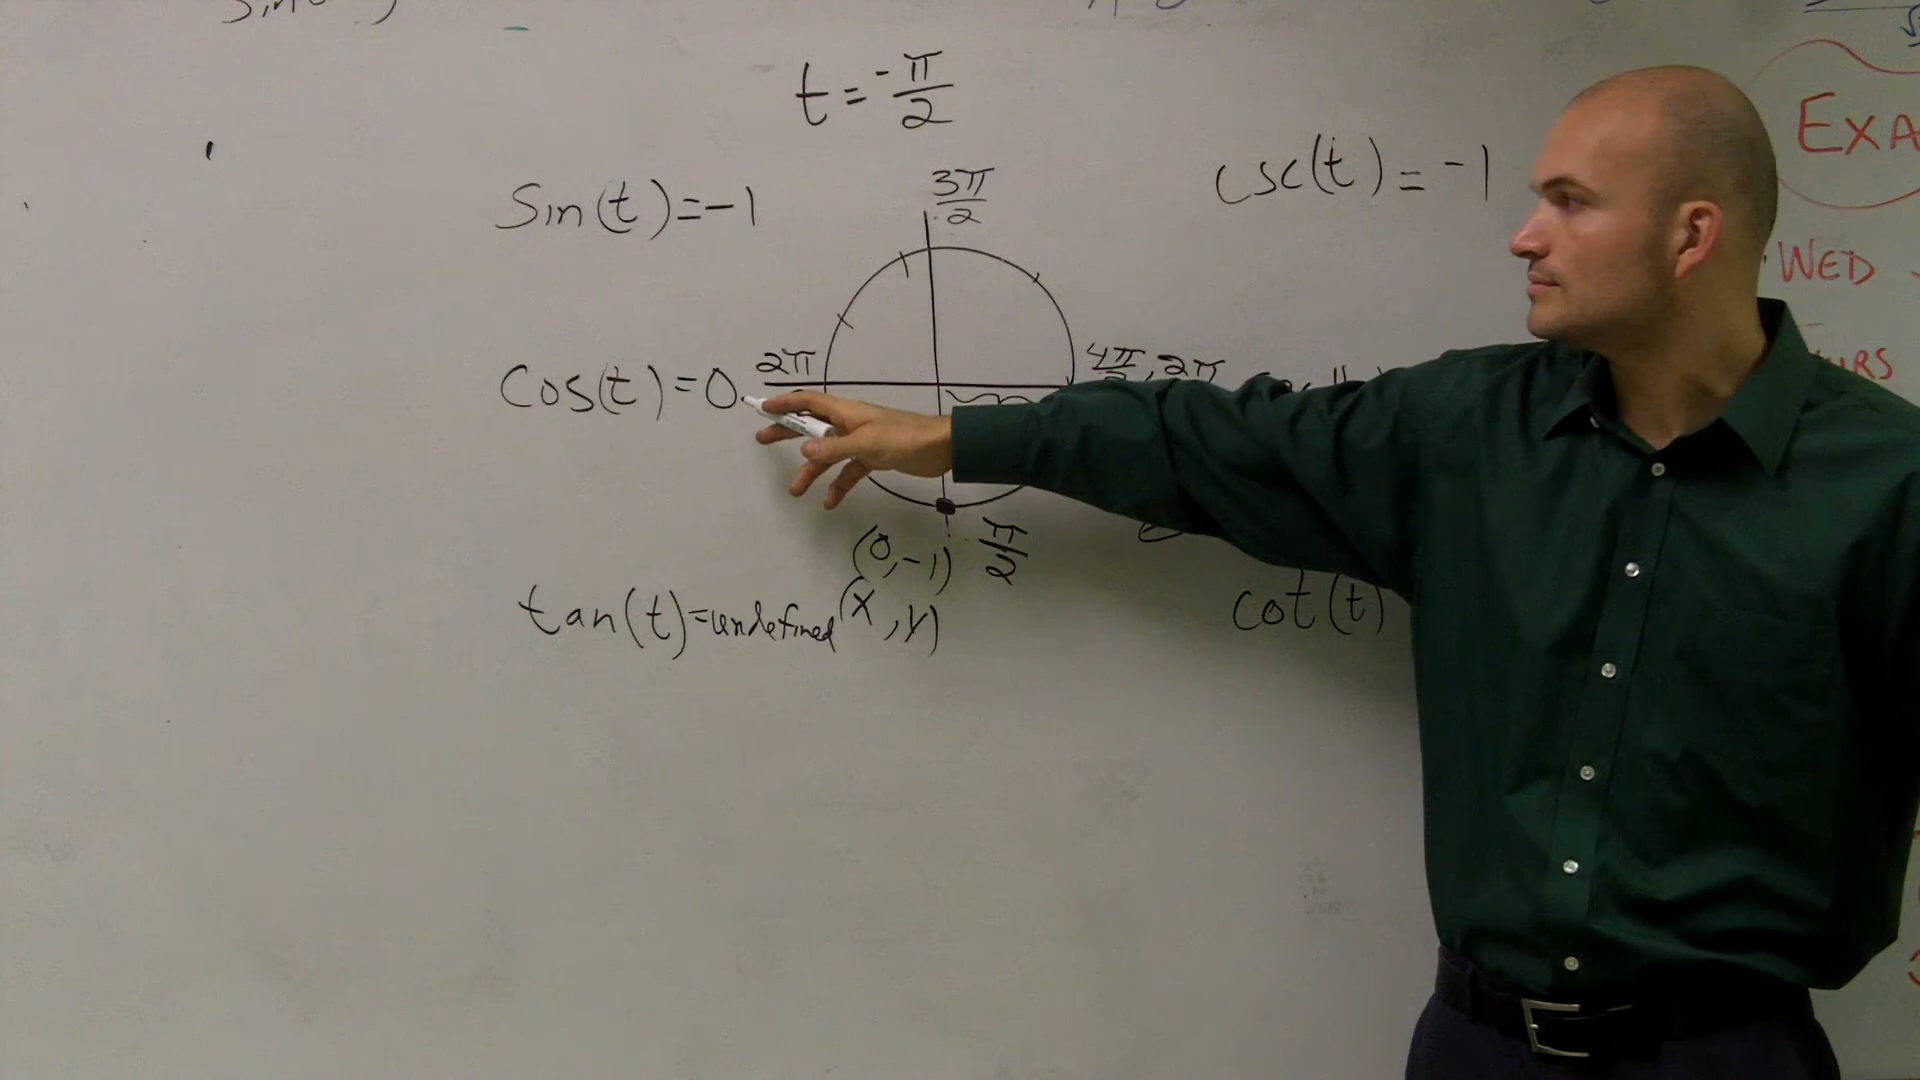 t = -π/2
csc(t) = -1
EXA
Sin(t) = -1
3π/2
WED
Cos(t) = 0
2π
4π, 2π
URS
(0, -1)
π/2
tan(t) = undefined
(x, y)
cot(t)